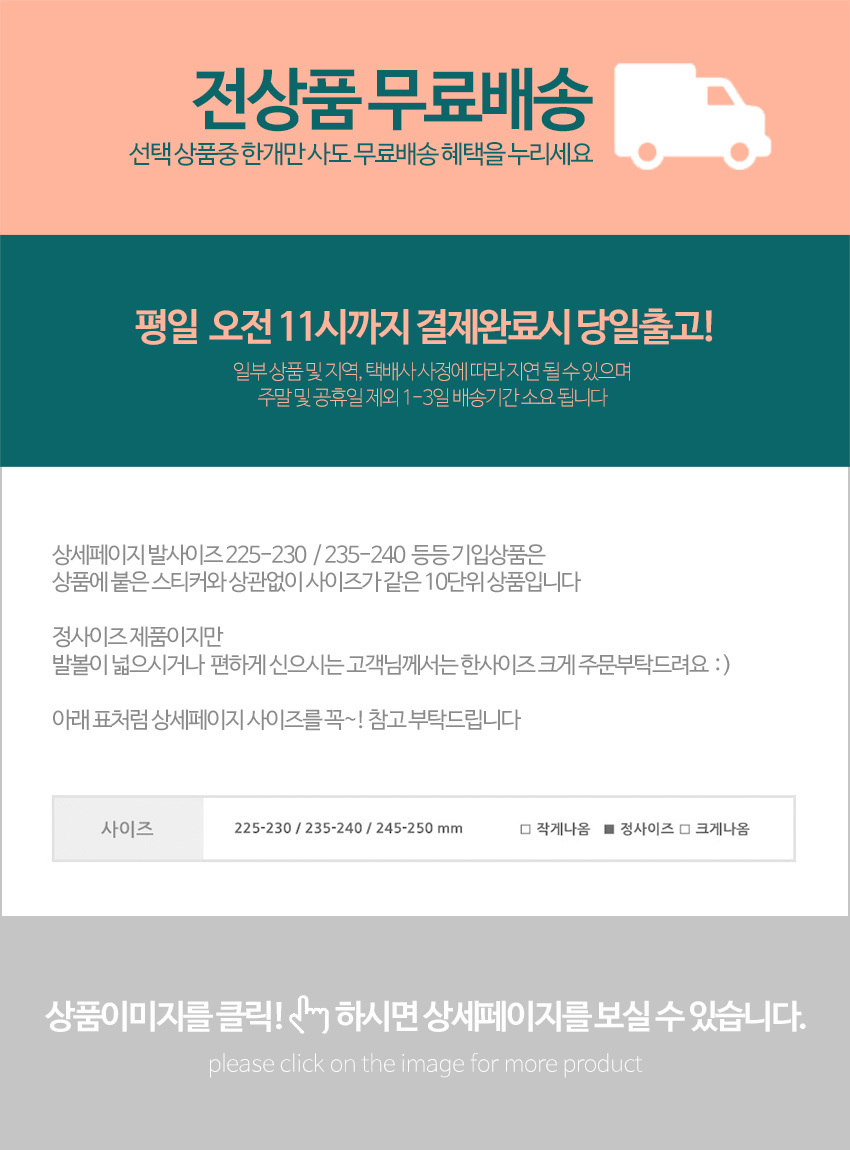 전상품 무료배송
선택 상품중 한개만 사도 무료배송 혜택을 누리세요
평일 오전 11시까지 결제완료시 당일출고!
일부 상품 및 지역, 택배사 사정에 따라 지연 될 수 있으며
주말 및 공휴일 제외 1-3일 배송기간 소요 됩니다
상세페이지 발사이즈 225-230 / 235-240 등등 기입상품은
상품에 붙은 스티커와 상관없이 사이즈가 같은 10단위 상품입니다
정사이즈 제품이지만
발볼이 넓으시거나 편하게 신으시는 고객님께서는 한사이즈 크게 주문부탁드려요 : )
아래 표처럼 상세페이지 사이즈를 꼭~! 참고 부탁드립니다
사이즈 225-230 / 235-240 / 245-250 mm □ 작게나옴 ■ 정사이즈 □ 크게나옴
상품이미지를 클릭! 하시면 상세페이지를 보실 수 있습니다.
please click on the image for more product